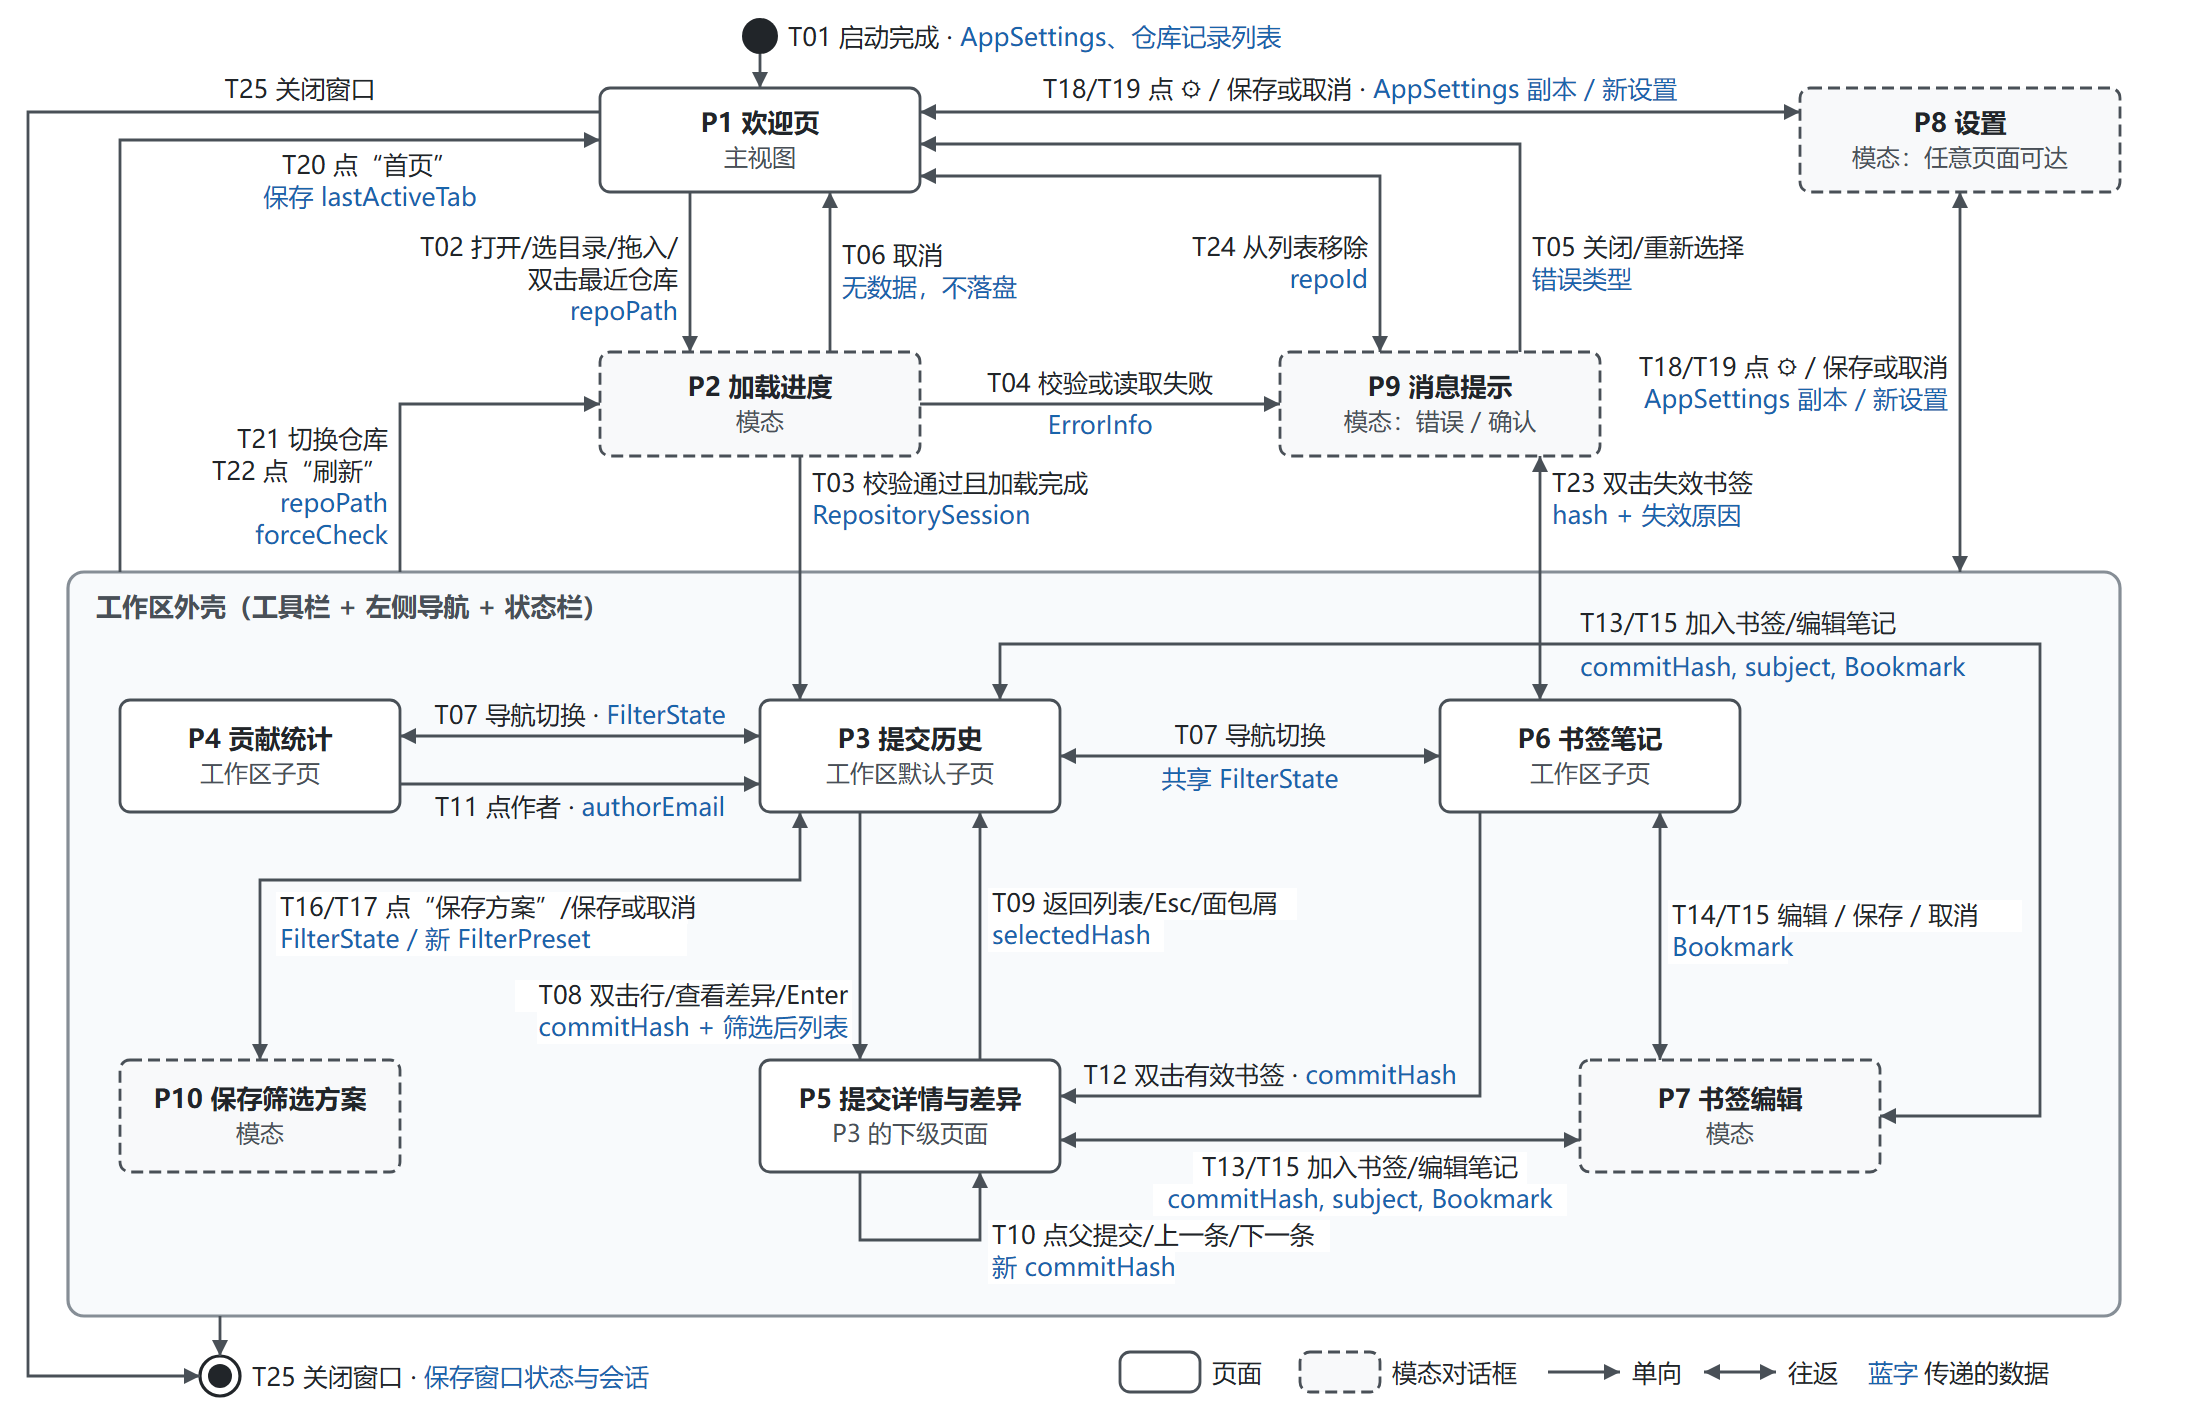 T01 启动完成 · AppSettings、仓库记录列表
T25 关闭窗口
T18/T19 点 ⚙ / 保存或取消 · AppSettings 副本 / 新设置
P1 欢迎页
主视图
P8 设置
模态：任意页面可达
T20 点“首页”
保存 lastActiveTab
T02 打开/选目录/拖入/
双击最近仓库
repoPath
T06 取消
无数据，不落盘
T24 从列表移除
repoId
T05 关闭/重新选择
错误类型
P2 加载进度
模态
T04 校验或读取失败
ErrorInfo
P9 消息提示
模态：错误 / 确认
T18/T19 点 ⚙ / 保存或取消
AppSettings 副本 / 新设置
T21 切换仓库
T22 点“刷新”
repoPath
forceCheck
T03 校验通过且加载完成
RepositorySession
T23 双击失效书签
hash + 失效原因
工作区外壳（工具栏 + 左侧导航 + 状态栏）
T13/T15 加入书签/编辑笔记
commitHash, subject, Bookmark
P4 贡献统计
工作区子页
T07 导航切换 · FilterState
T11 点作者 · authorEmail
P3 提交历史
工作区默认子页
T07 导航切换
共享 FilterState
P6 书签笔记
工作区子页
T16/T17 点“保存方案”/保存或取消
FilterState / 新 FilterPreset
T09 返回列表/Esc/面包屑
selectedHash
T14/T15 编辑 / 保存 / 取消
Bookmark
T08 双击行/查看差异/Enter
commitHash + 筛选后列表
P10 保存筛选方案
模态
P5 提交详情与差异
P3 的下级页面
T12 双击有效书签 · commitHash
P7 书签编辑
模态
T13/T15 加入书签/编辑笔记
commitHash, subject, Bookmark
T10 点父提交/上一条/下一条
新 commitHash
T25 关闭窗口 · 保存窗口状态与会话
页面
模态对话框
单向
往返
蓝字 传递的数据